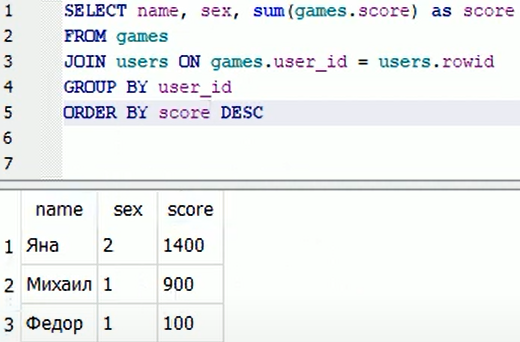 1 SELECT name, sex, sum(games.score) as score
2 FROM games
3 JOIN users ON games.user_id = users.rowid
4 GROUP BY user_id
5 ORDER BY score DESC
6
7
name sex score
1 Яна 2 1400
2 Михаил 1 900
3 Федор 1 100